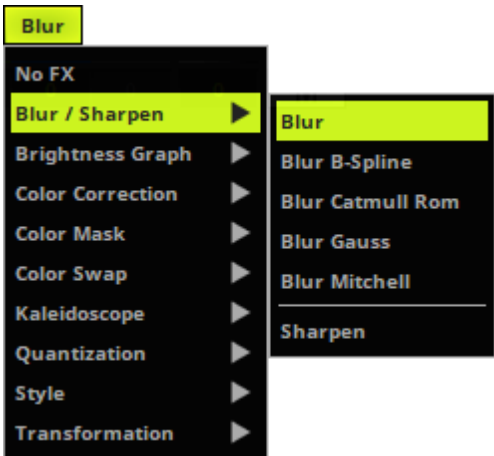 Blur
No FX
Blur / Sharpen
Brightness Graph
Color Correction
Color Mask
Color Swap
Kaleidoscope
Quantization
Style
Transformation
Blur
Blur B-Spline
Blur Catmull Rom
Blur Gauss
Blur Mitchell
Sharpen